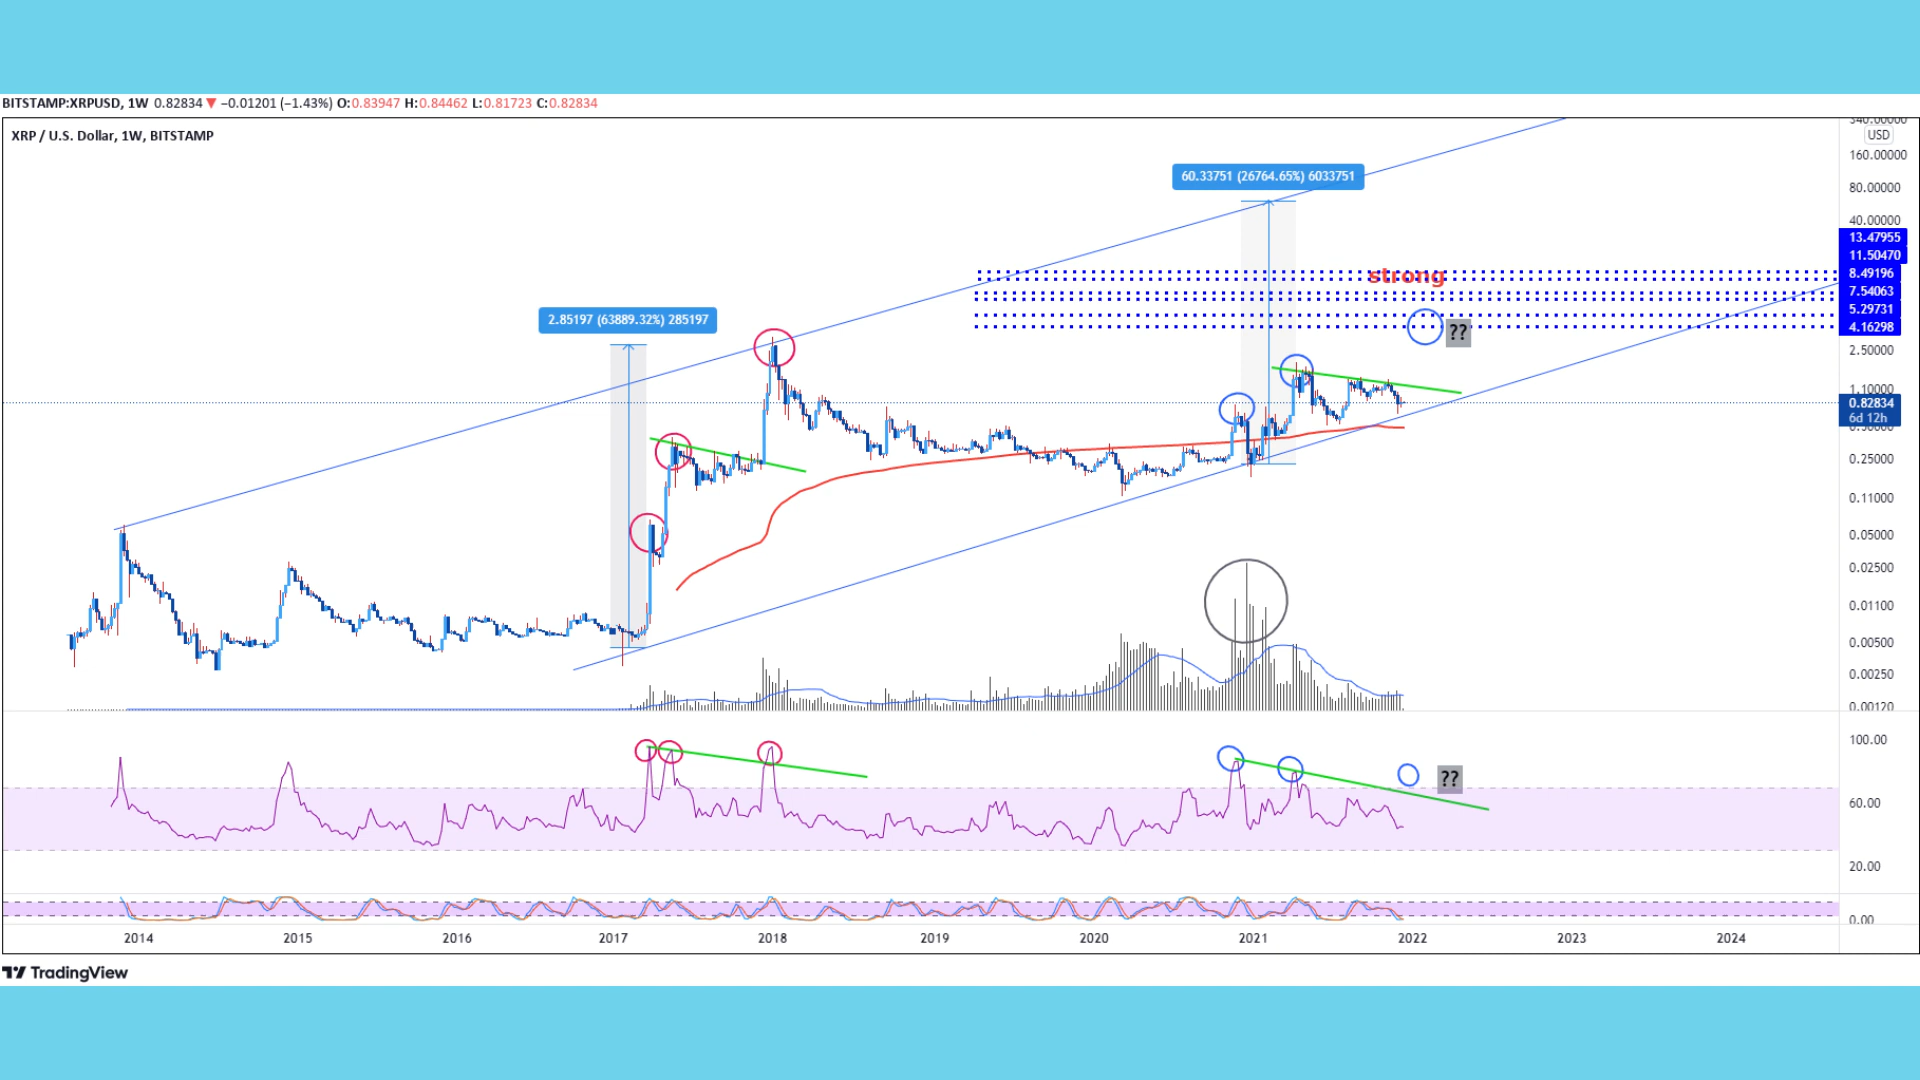 BITSTAMP:XRPUSD, 1W 0.82834 ▼ −0.01201 (−1.43%) O:0.83947 H:0.84462 L:0.81723 C:0.82834
XRP / U.S. Dollar, 1W, BITSTAMP
USD
160.00000
80.00000
40.00000
13.47955
11.50470
8.49196
7.54063
5.29731
4.16298
2.50000
1.10000
0.82834
6d 12h
0.25000
0.11000
0.05000
0.02500
0.01100
0.00500
0.00250
0.00120
60.33751 (26764.65%) 6033751
strong
2.85197 (63889.32%) 285197
??
100.00
60.00
20.00
0.00
??
2014 2015 2016 2017 2018 2019 2020 2021 2022 2023 2024
TradingView